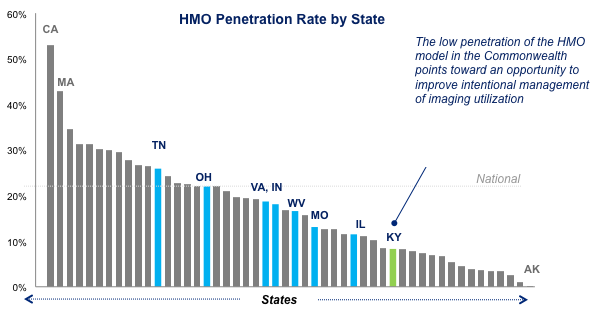 HMO Penetration Rate by State
60%
50%
40%
30%
20%
10%
0%
CA
MA
TN
OH
VA, IN
WV
MO
IL
KY
AK
National
The low penetration of the HMO
model in the Commonwealth
points toward an opportunity to
improve intentional management
of imaging utilization
States